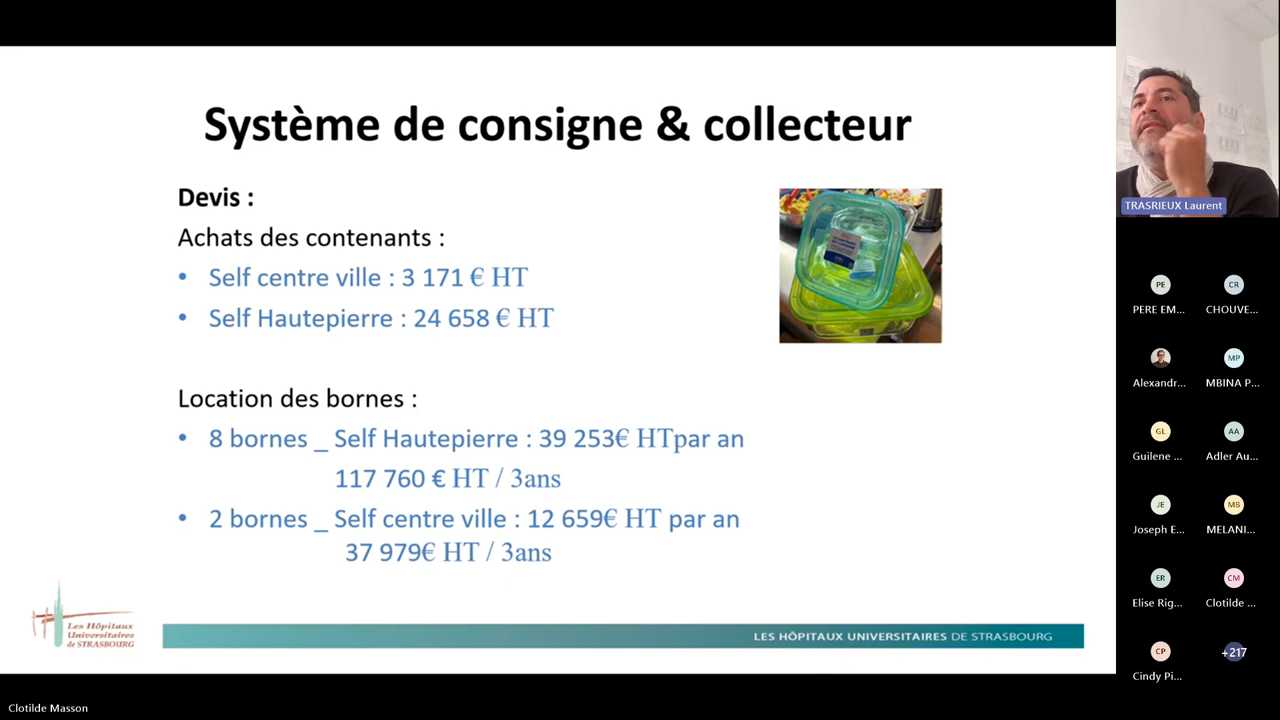 Système de consigne & collecteur
Devis :
Achats des contenants :
• Self centre ville : 3 171 € HT
• Self Hautepierre : 24 658 € HT
Location des bornes :
• 8 bornes _ Self Hautepierre : 39 253€ HTpar an
117 760 € HT / 3ans
• 2 bornes _ Self centre ville : 12 659€ HT par an
37 979€ HT / 3ans
Les Hôpitaux
Universitaires
de STRASBOURG
LES HÔPITAUX UNIVERSITAIRES DE STRASBOURG
TRASRIEUX Laurent
PE
CR
PERE EM...
CHOUVE...
MP
Alexandr...
MBINA P...
GL
AA
Guilene ...
Adler Au...
JE
MB
Joseph E...
MELANI...
ER
CM
Elise Rig...
Clotilde ...
CP
+217
Cindy Pi...
Clotilde Masson